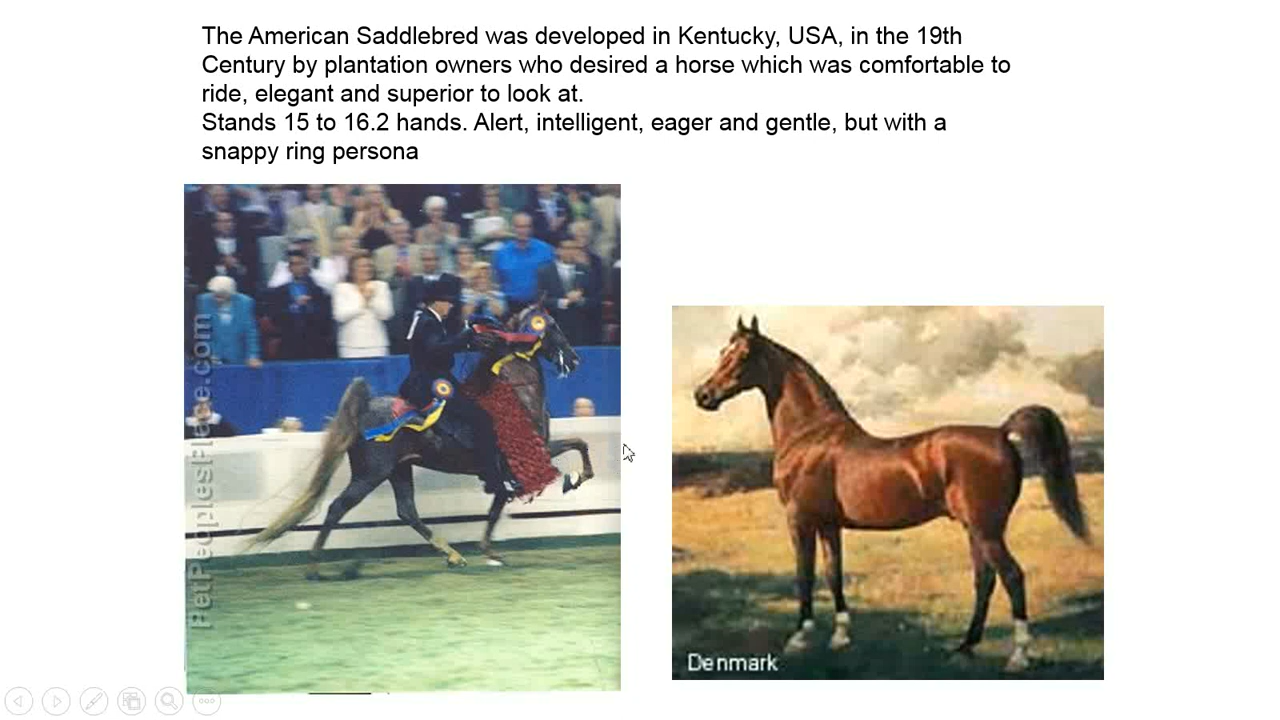 The American Saddlebred was developed in Kentucky, USA, in the 19th
Century by plantation owners who desired a horse which was comfortable to
ride, elegant and superior to look at.
Stands 15 to 16.2 hands. Alert, intelligent, eager and gentle, but with a
snappy ring persona
PetPeoplesPlace.com
Denmark